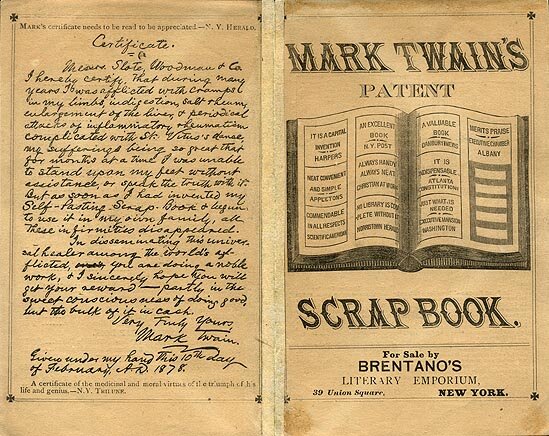 MARK's certificate needs to be read to be appreciated.—N. Y. HERALD.
Certificate.
Messrs. Slote, Woodman & Co.
I hereby certify, That during many
years I was afflicted with cramps
in my limbs, indigestion, salt rheum,
enlargement of the liver, & periodical
attacks of inflammatory rheumatism
complicated with St. Vitus's dance,
my sufferings being so great that
for months at a time I was unable
to stand upon my feet without
assistance, or speak the truth with it.
But as soon as I had invented my
Self-Pasting Scrap Book & begun
to use it in my own family, all
these infirmities disappeared.
In disseminating this univer-
sal healer among the world's af-
flicted, you are doing a noble
work, & I sincerely hope you will
get your reward—partly in the
sweet consciousness of doing good,
but the bulk of it in cash.
Very Truly Yours,
Mark Twain.
Given under my hand this 10th day
of February, A.D. 1878.
A certificate of the medicinal and moral virtues of the triumph of his
life and genius.—N.Y. TRIBUNE.
MARK TWAIN'S
PATENT
IT IS A CAPITAL
INVENTION
HARPERS
NEAT CONVENIENT
AND SIMPLE
APPLETONS
COMMENDABLE
IN ALL RESPECTS
SCIENTIFIC AMERICAN
AN EXCELLENT
BOOK
N.Y. POST
ALWAYS HANDY
ALWAYS NEAT
CHRISTIAN AT WORK
NO LIBRARY IS COM
PLETE WITHOUT IT
NORRISTOWN HERALD
A VALUABLE
BOOK
DANBURY NEWS
IT IS
INDISPENSABLE
ATLANTA
CONSTITUTION
JUST WHAT IS
NEEDED
EXECUTIVE MANSION
WASHINGTON
MERITS PRAISE
EXECUTIVE CHAMBER
ALBANY
SCRAP BOOK.
For Sale by
BRENTANO'S
LITERARY EMPORIUM,
39 Union Square, NEW YORK.